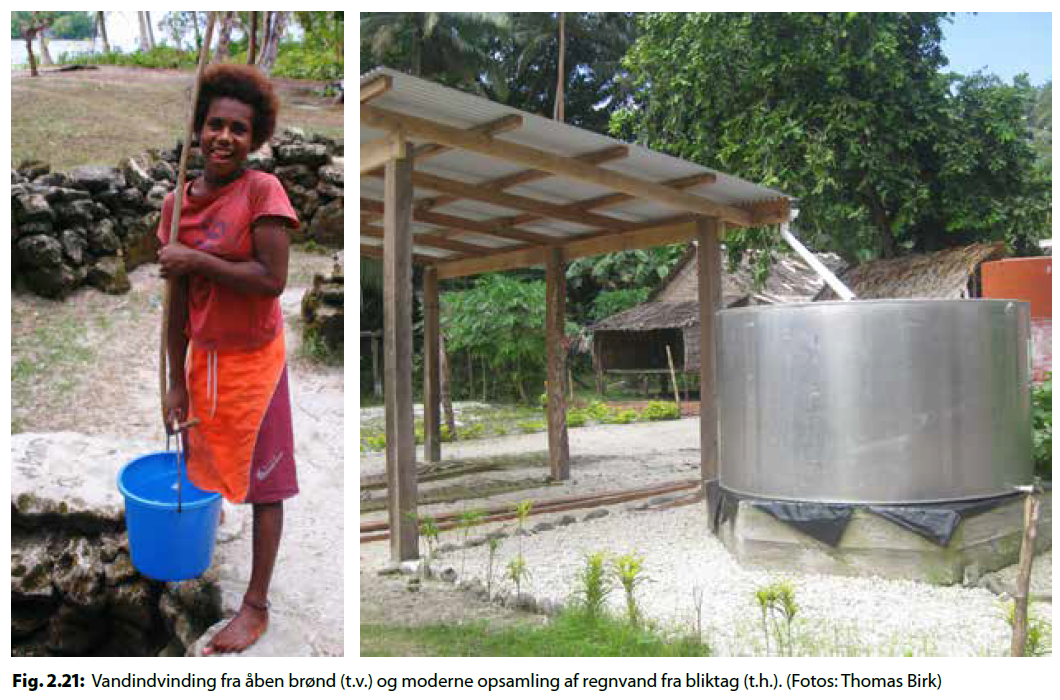 Fig. 2.21: Vandindvinding fra åben brønd (t.v.) og moderne opsamling af regnvand fra bliktag (t.h.). (Fotos: Thomas Birk)